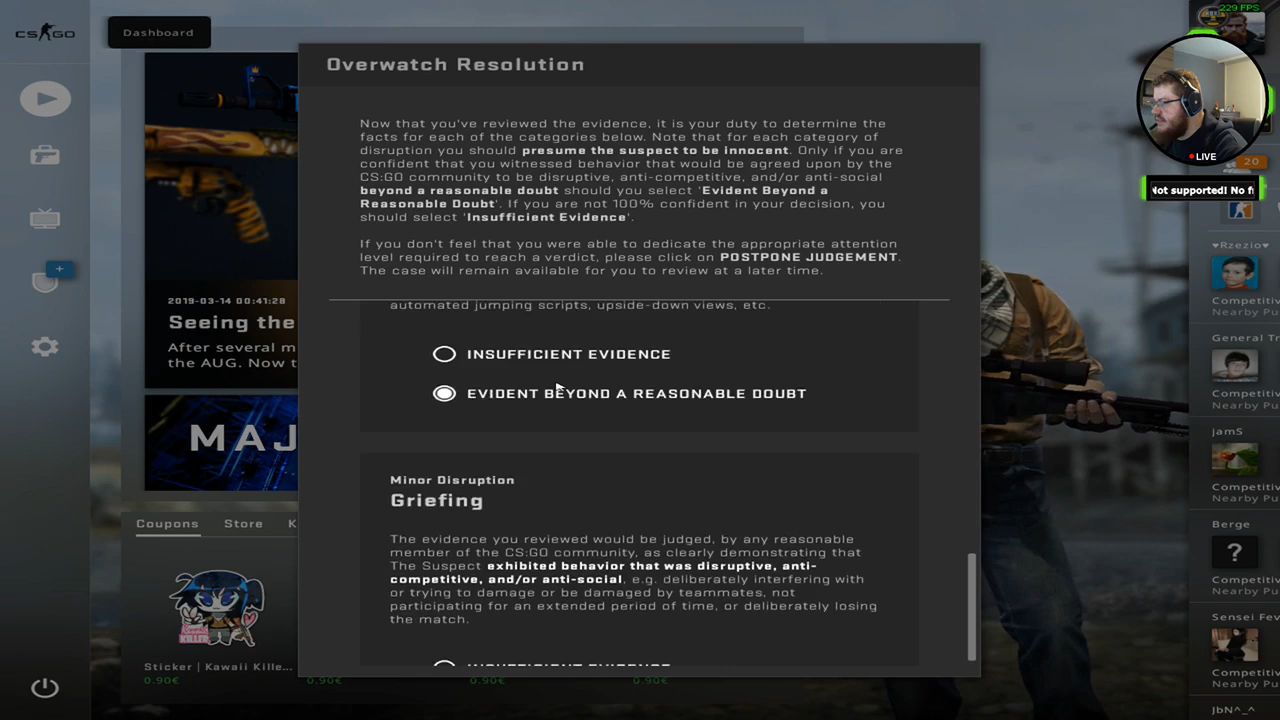 CS GO
Dashboard
229 FPS
Overwatch Resolution
Now that you've reviewed the evidence, it is your duty to determine the
facts for each of the categories below. Note that for each category of
disruption you should presume the suspect to be innocent. Only if you are
confident that you witnessed behavior that would be agreed upon by the
CS:GO community to be disruptive, anti-competitive, and/or anti-social
beyond a reasonable doubt should you select 'Evident Beyond a
Reasonable Doubt'. If you are not 100% confident in your decision, you
should select 'Insufficient Evidence'.
If you don't feel that you were able to dedicate the appropriate attention
level required to reach a verdict, please click on POSTPONE JUDGEMENT.
The case will remain available for you to review at a later time.
automated jumping scripts, upside-down views, etc.
INSUFFICIENT EVIDENCE
EVIDENT BEYOND A REASONABLE DOUBT
Minor Disruption
Griefing
The evidence you reviewed would be judged, by any reasonable
member of the CS:GO community, as clearly demonstrating that
The Suspect exhibited behavior that was disruptive, anti-
competitive, and/or anti-social, e.g. deliberately interfering with
or trying to damage or be damaged by teammates, not
participating for an extended period of time, or deliberately losing
the match.
INSUFFICIENT EVIDENCE
2019-03-14 00:41:28
Seeing the
After several m
the AUG. Now t
MAJ
Coupons Store K
Sticker | Kawaii Kille...
0.90€ 0.90€ 0.90€ 0.90€
LIVE
20
Not supported! No f
♥Rzezio♥
Competitiv
Nearby Pu
General Tr
Competitiv
Nearby Pu
jamS
Competitiv
Nearby Pu
Berge
?
Competitiv
Nearby Pu
Sensei Fev
Competitiv
Nearby Pu
JbN^_^